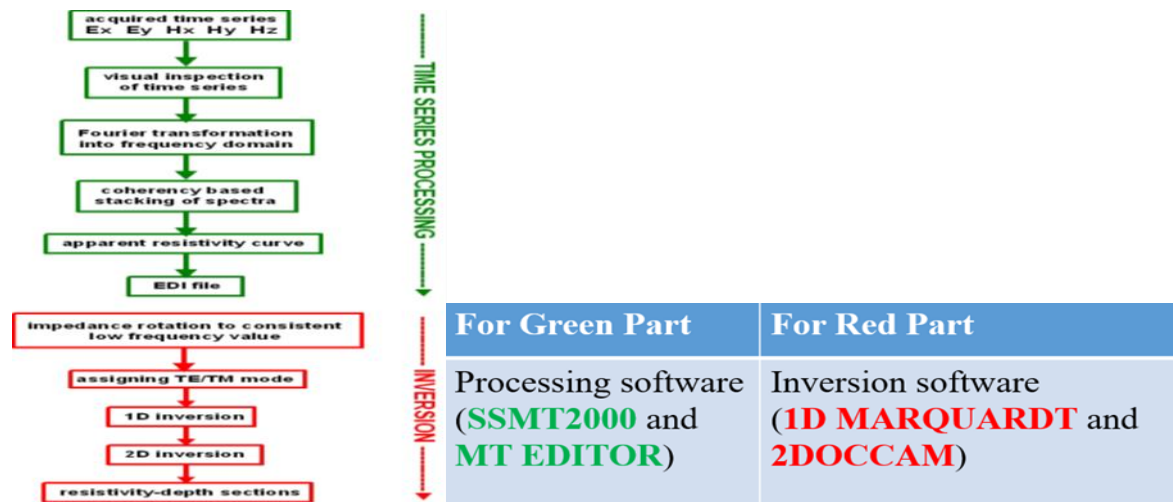 acquired time series
Ex Ey Hx Hy Hz
visual inspection
of time series
Fourier transformation
into frequency domain
coherency based
stacking of spectra
apparent resistivity curve
EDI file
TIME SERIES PROCESSING
impedance rotation to consistent
low frequency value
assigning TE/TM mode
1D inversion
2D inversion
resistivity-depth sections
INVERSION
For Green Part
Processing software
(SSMT2000 and
MT EDITOR)
For Red Part
Inversion software
(1D MARQUARDT and
2DOCCAM)